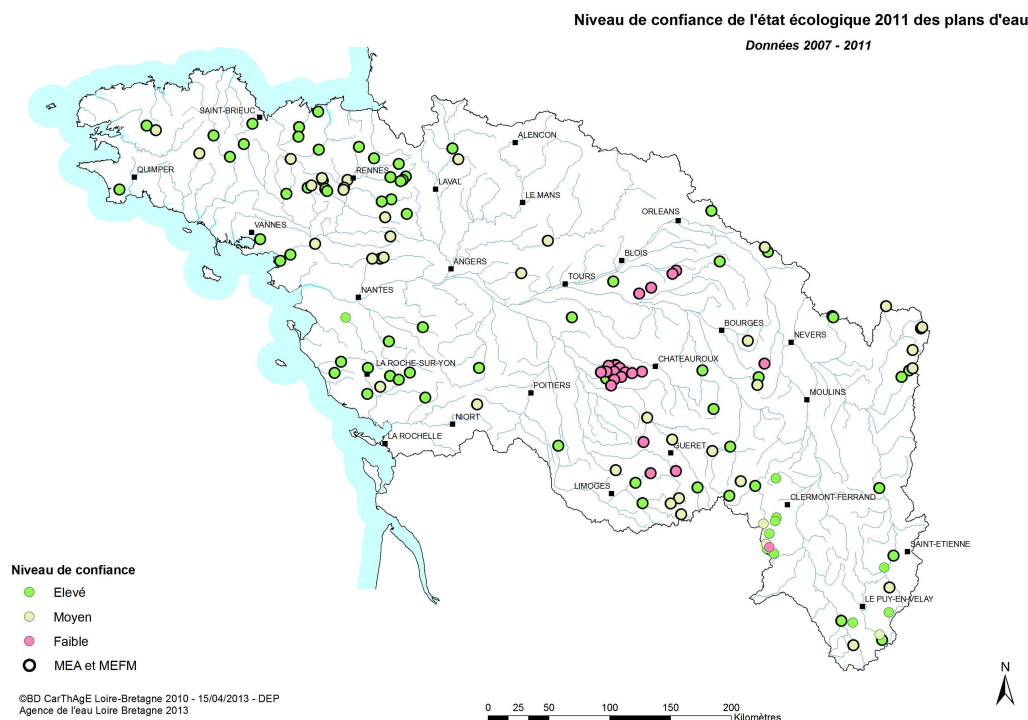 Niveau de confiance de l'état écologique 2011 des plans d'eau
Données 2007 - 2011
SAINT-BRIEUC
ALENCON
QUIMPER
RENNES
LAVAL
LE MANS
ORLEANS
VANNES
BLOIS
ANGERS
TOURS
NANTES
BOURGES
NEVERS
LA ROCHE-SUR-YON
CHATEAUROUX
POITIERS
MOULINS
NIORT
LA ROCHELLE
GUERET
LIMOGES
CLERMONT-FERRAND
SAINT-ETIENNE
LE PUY-EN-VELAY
Niveau de confiance
Elevé
Moyen
Faible
MEA et MEFM
©BD CarThAgE Loire-Bretagne 2010 - 15/04/2013 - DEP
Agence de l'eau Loire Bretagne 2013
0 25 50 100 150 200
Kilomètres
N